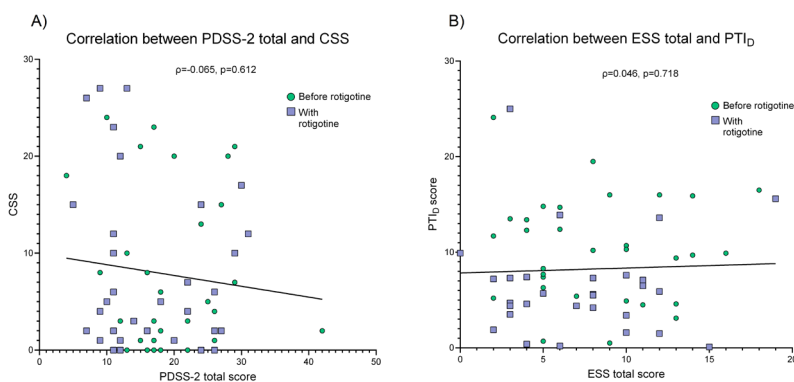 A)
Correlation between PDSS-2 total and CSS
ρ=-0.065, p=0.612
Before rotigotine
With
rotigotine
30
20
10
0
CSS
0
10
20
30
40
50
PDSS-2 total score
B)
Correlation between ESS total and PTID
ρ=0.046, p=0.718
Before rotigotine
With
rotigotine
30
25
20
15
10
5
0
PTID score
0
5
10
15
20
ESS total score